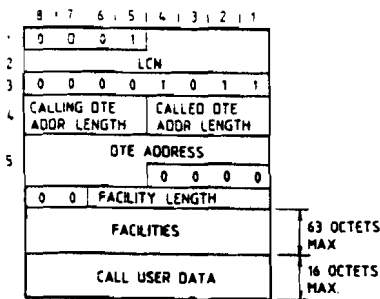 8 7 6 5 4 3 2 1
1 0 0 0 1
2 LCN
3 0 0 0 0 1 0 1 1
4 CALLING DTE ADDR LENGTH CALLED DTE ADDR LENGTH
5 DTE ADDRESS
0 0 0 0
0 0 FACILITY LENGTH
FACILITIES 63 OCTETS MAX
CALL USER DATA 16 OCTETS MAX.